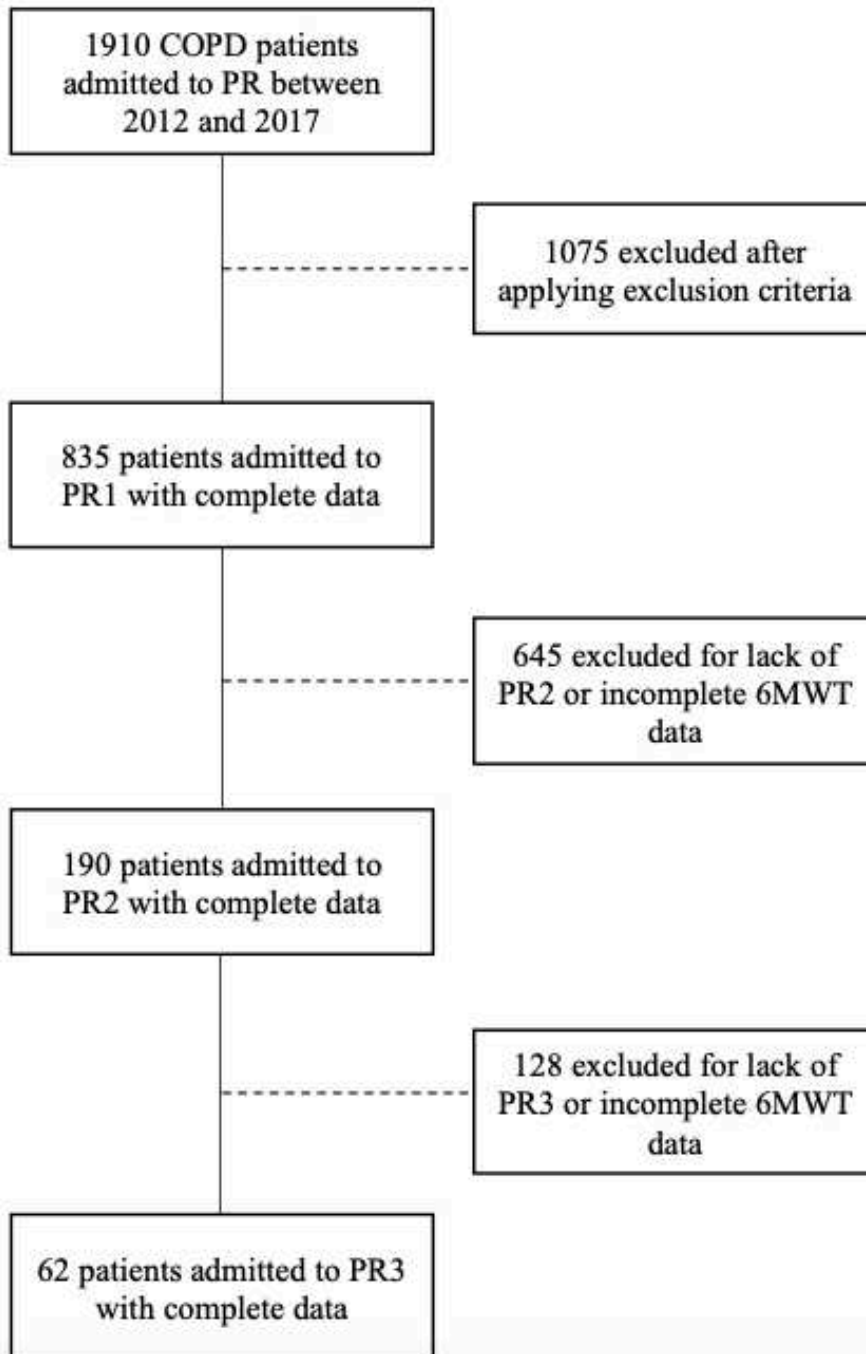 1910 COPD patients
admitted to PR between
2012 and 2017
1075 excluded after
applying exclusion criteria
835 patients admitted to
PR1 with complete data
645 excluded for lack of
PR2 or incomplete 6MWT
data
190 patients admitted to
PR2 with complete data
128 excluded for lack of
PR3 or incomplete 6MWT
data
62 patients admitted to PR3
with complete data